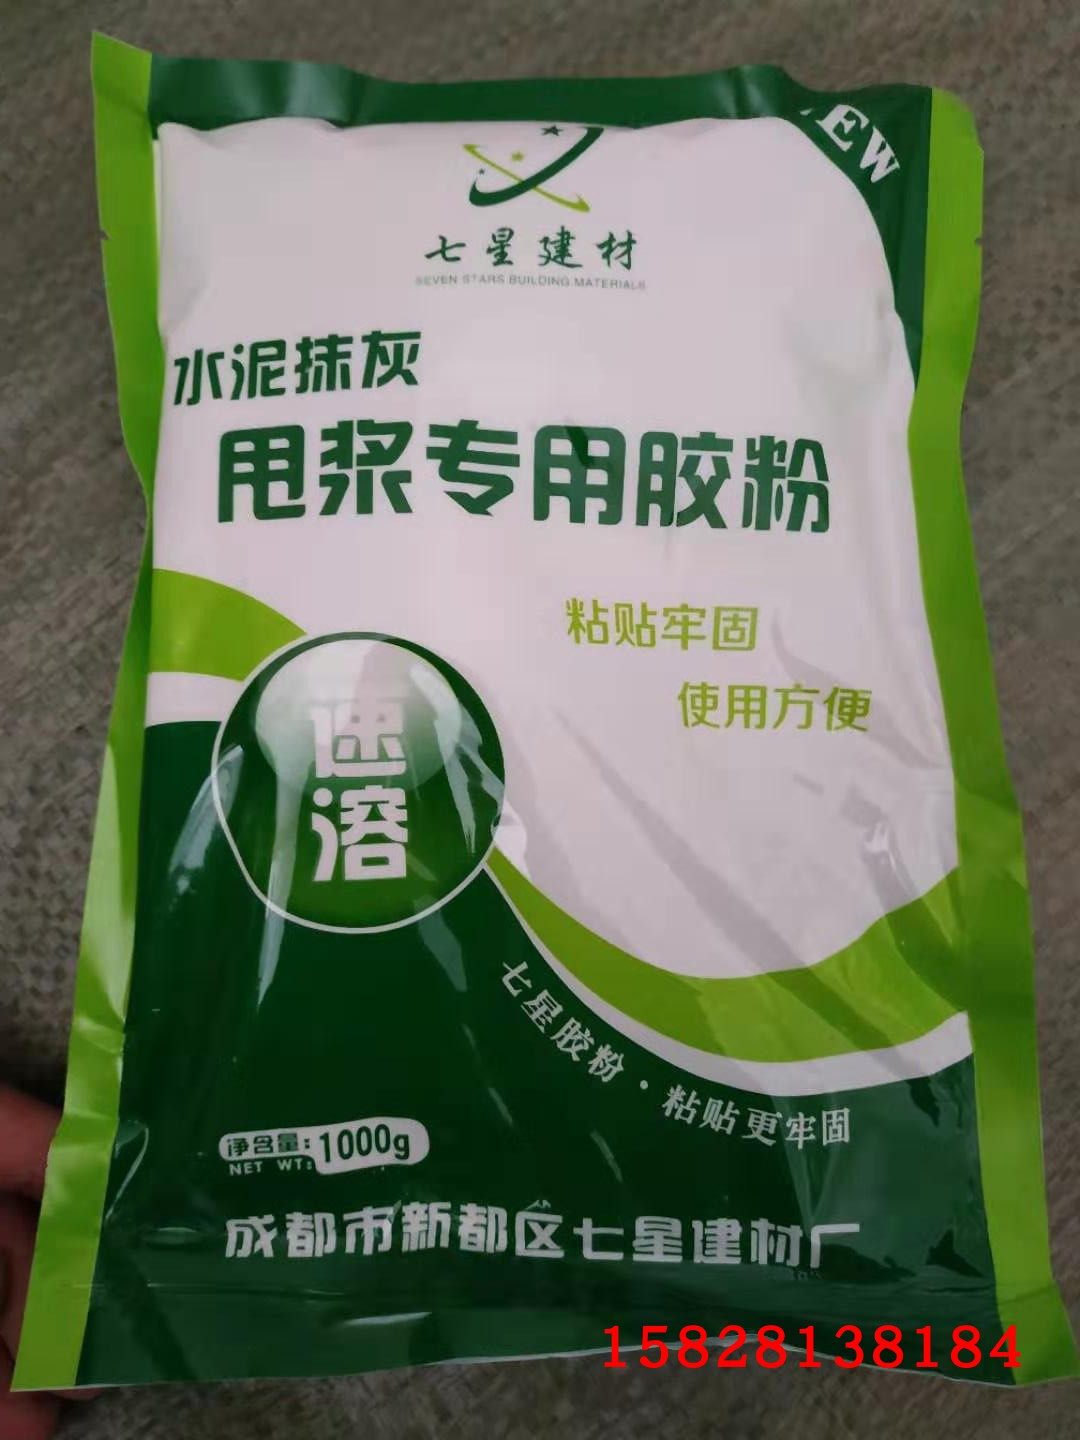 NEW
七星建材
SEVEN STARS BUILDING MATERIALS
水泥抹灰
甩浆专用胶粉
粘贴牢固
使用方便
速溶
七星胶粉·粘贴更牢固
净含量:1000g
NET WT:
成都市新都区七星建材厂
15828138184